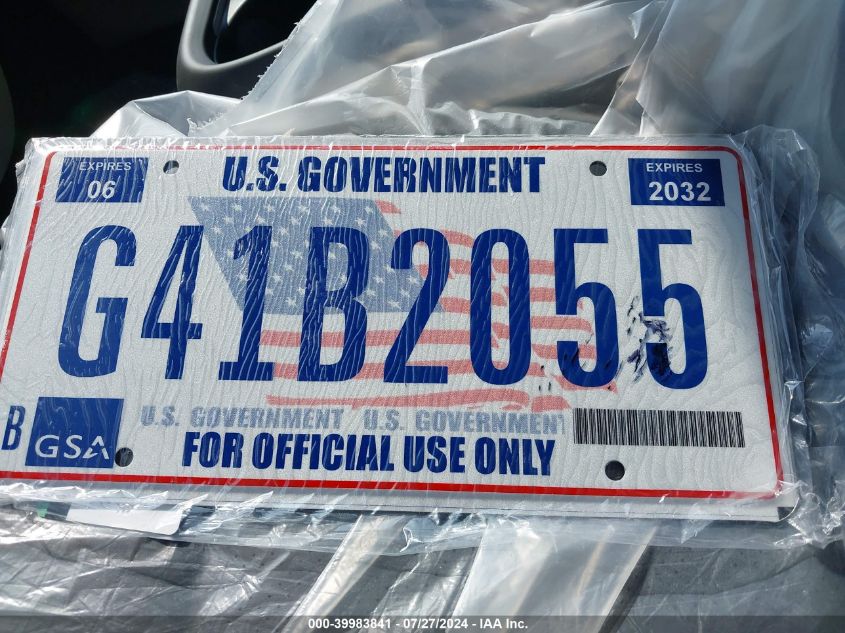 EXPIRES
06
U.S. GOVERNMENT
EXPIRES
2032
G41B2055
U.S. GOVERNMENT U.S. GOVERNMENT
B
GSA
FOR OFFICIAL USE ONLY
000-39983841 - 07/27/2024 - IAA Inc.